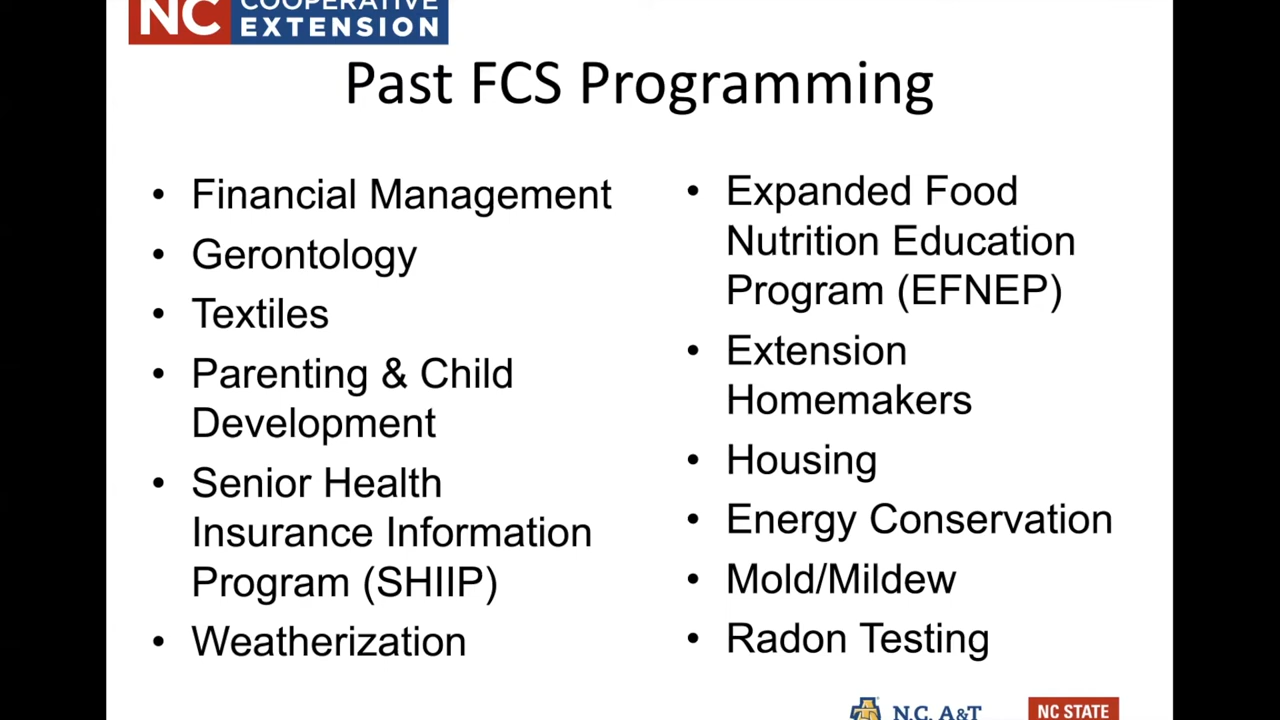 NC COOPERATIVE
EXTENSION
Past FCS Programming
• Financial Management
• Gerontology
• Textiles
• Parenting & Child
Development
• Senior Health
Insurance Information
Program (SHIIP)
• Weatherization
• Expanded Food
Nutrition Education
Program (EFNEP)
• Extension
Homemakers
• Housing
• Energy Conservation
• Mold/Mildew
• Radon Testing
N.C. A&T
NC STATE